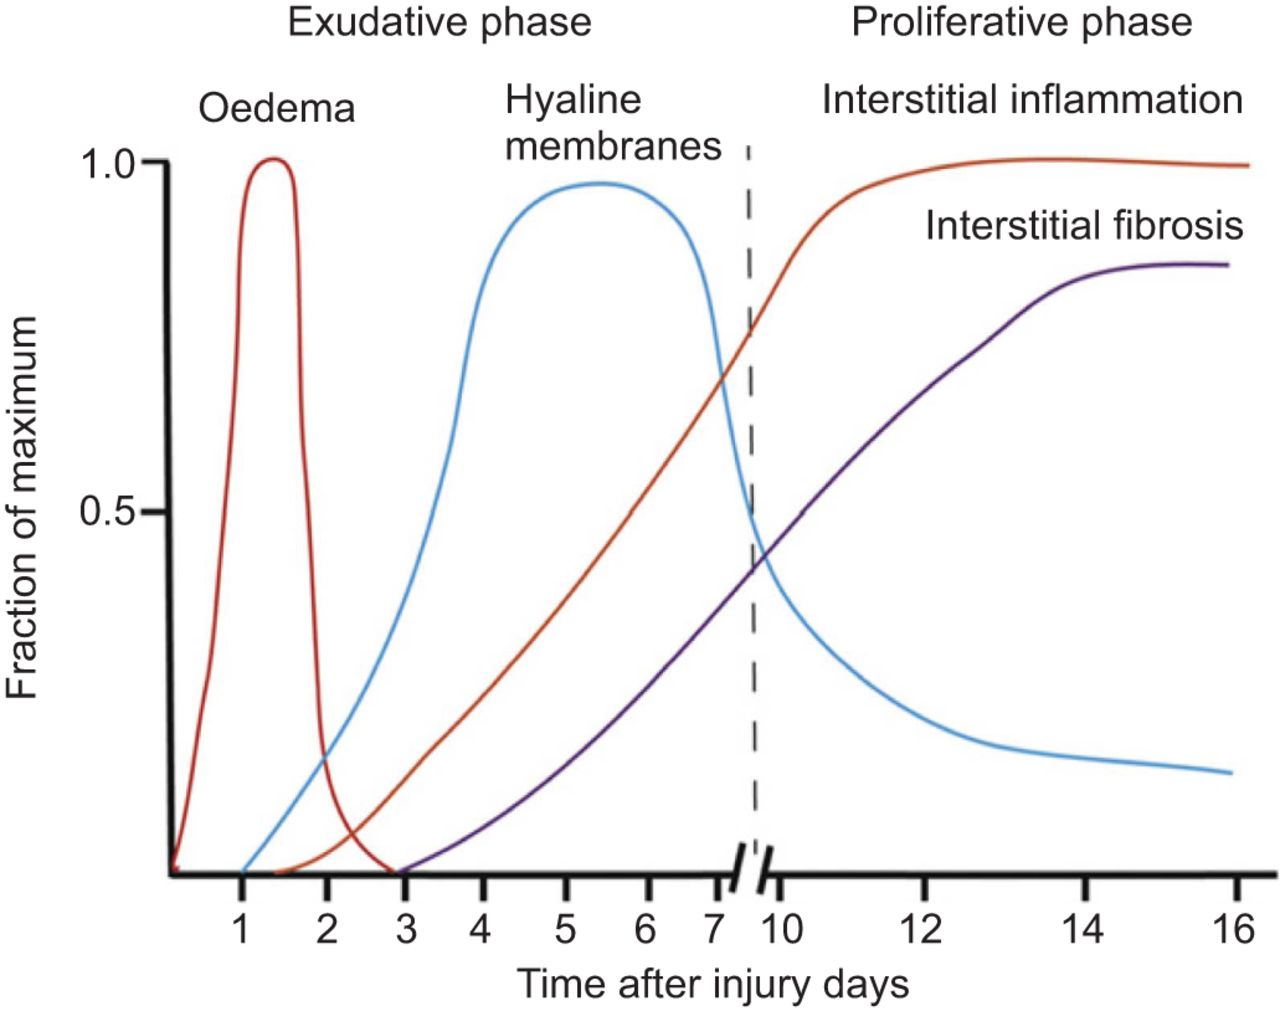 Exudative phase
Proliferative phase
Oedema
Hyaline
membranes
Interstitial inflammation
Interstitial fibrosis
1.0
0.5
Fraction of maximum
1 2 3 4 5 6 7 10 12 14 16
Time after injury days